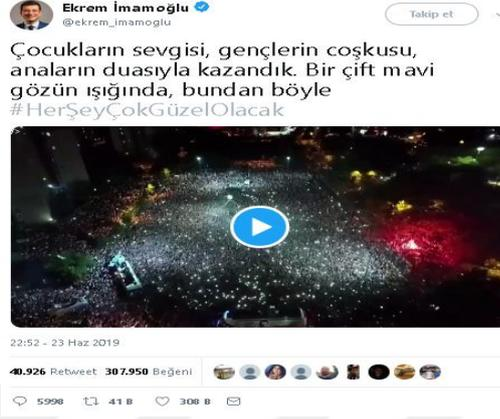 Ekrem İmamoğlu
@ekrem_imamoglu
Takip et
Çocukların sevgisi, gençlerin coşkusu,
anaların duasıyla kazandık. Bir çift mavi
gözün ışığında, bundan böyle
#HerŞeyÇokGüzelOlacak
22:52 - 23 Haz 2019
40.926 Retweet 307.950 Beğeni
5998 41 B 308 B